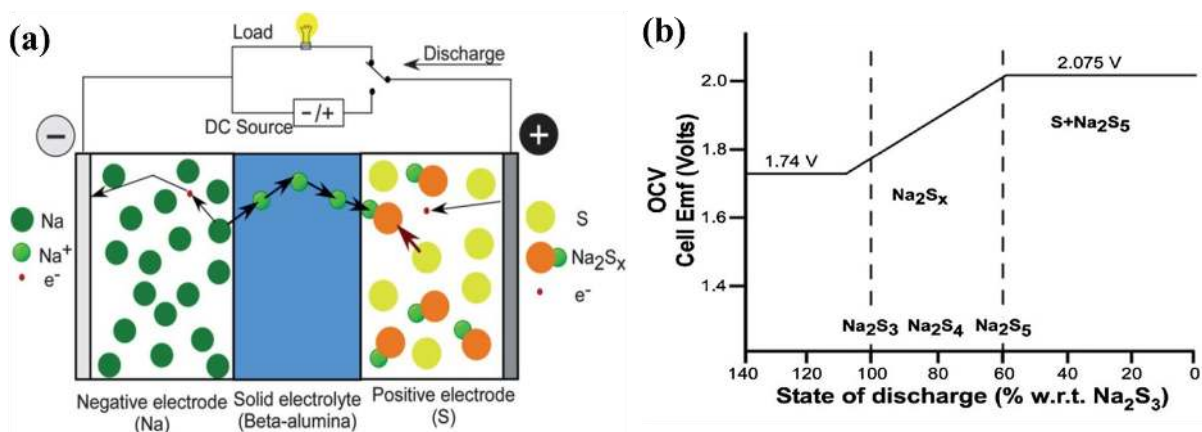 (a)
Load
Discharge
−/+
DC Source
−
+
Na
Na⁺
e⁻
S
Na₂Sₓ
e⁻
Negative electrode
(Na)
Solid electrolyte
(Beta-alumina)
Positive electrode
(S)
(b)
OCV
Cell Emf (Volts)
2.0
1.8
1.6
1.4
2.075 V
S+Na₂S₅
1.74 V
Na₂Sₓ
Na₂S₃ Na₂S₄ Na₂S₅
140 120 100 80 60 40 20 0
State of discharge (% w.r.t. Na₂S₃)